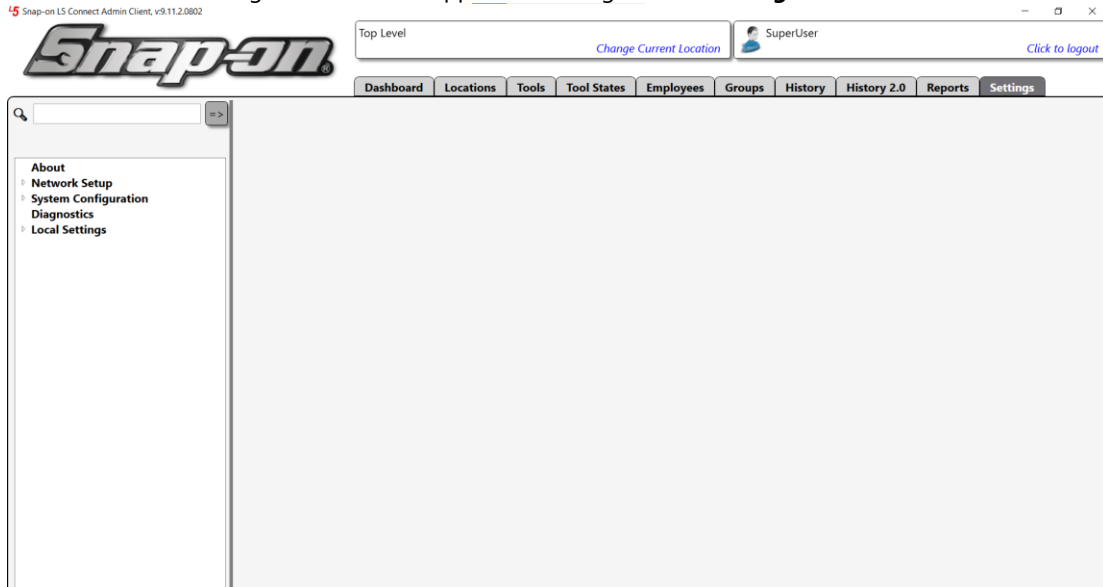 Snap-on LS Connect Admin Client, v:9.11.2.0802
Snap-on®
Top Level
Change Current Location
SuperUser
Click to logout
Dashboard Locations Tools Tool States Employees Groups History History 2.0 Reports Settings
=>
About
Network Setup
System Configuration
Diagnostics
Local Settings